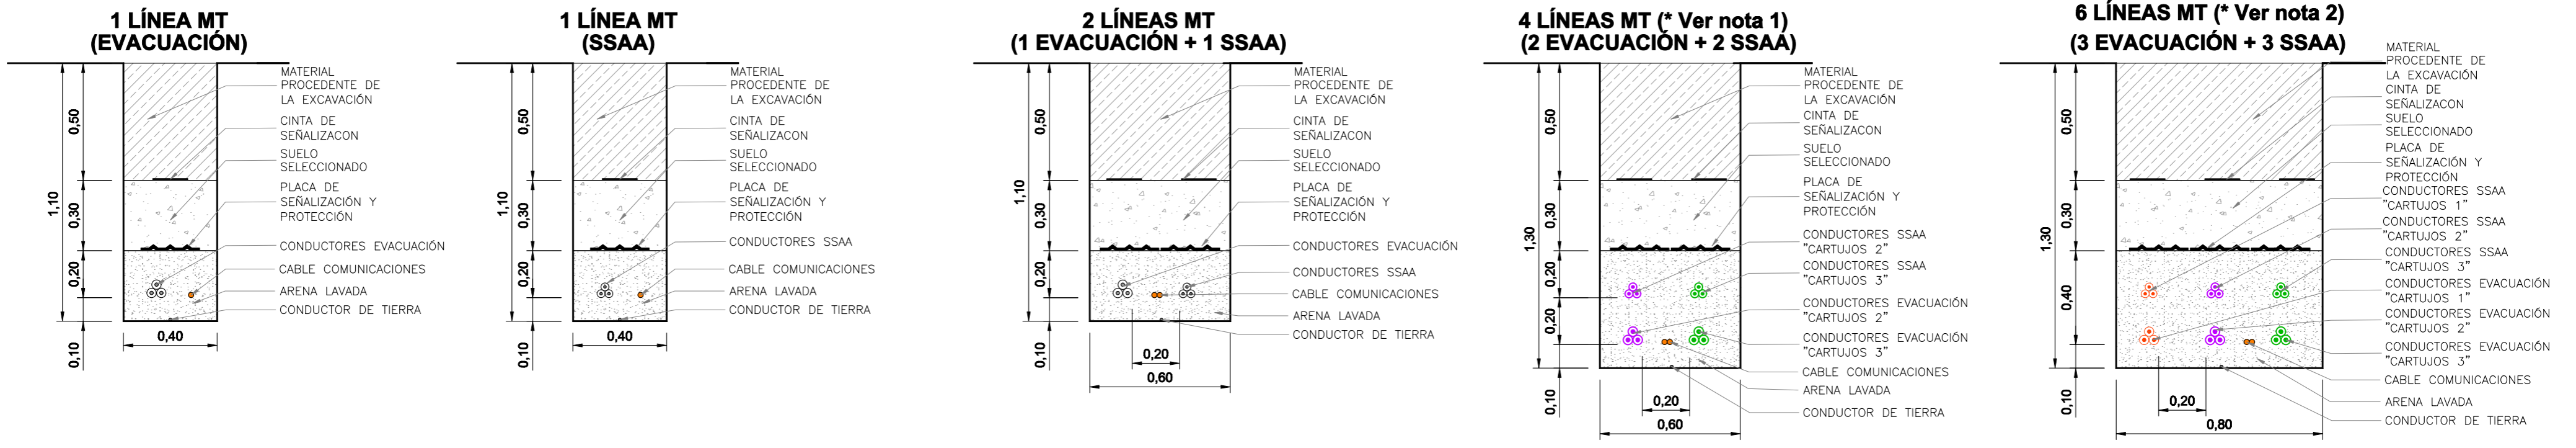 1 LÍNEA MT
(EVACUACIÓN)
MATERIAL
PROCEDENTE DE
LA EXCAVACIÓN
CINTA DE
SEÑALIZACON
SUELO
SELECCIONADO
PLACA DE
SEÑALIZACIÓN Y
PROTECCIÓN
CONDUCTORES EVACUACIÓN
CABLE COMUNICACIONES
ARENA LAVADA
CONDUCTOR DE TIERRA
1,10
0,50
0,30
0,20
0,10
0,40
1 LÍNEA MT
(SSAA)
MATERIAL
PROCEDENTE DE
LA EXCAVACIÓN
CINTA DE
SEÑALIZACON
SUELO
SELECCIONADO
PLACA DE
SEÑALIZACIÓN Y
PROTECCIÓN
CONDUCTORES SSAA
CABLE COMUNICACIONES
ARENA LAVADA
CONDUCTOR DE TIERRA
1,10
0,50
0,30
0,20
0,10
0,40
2 LÍNEAS MT
(1 EVACUACIÓN + 1 SSAA)
MATERIAL
PROCEDENTE DE
LA EXCAVACIÓN
CINTA DE
SEÑALIZACON
SUELO
SELECCIONADO
PLACA DE
SEÑALIZACIÓN Y
PROTECCIÓN
CONDUCTORES EVACUACIÓN
CONDUCTORES SSAA
CABLE COMUNICACIONES
ARENA LAVADA
CONDUCTOR DE TIERRA
1,10
0,50
0,30
0,20
0,10
0,20
0,60
4 LÍNEAS MT (* Ver nota 1)
(2 EVACUACIÓN + 2 SSAA)
MATERIAL
PROCEDENTE DE
LA EXCAVACIÓN
CINTA DE
SEÑALIZACON
SUELO
SELECCIONADO
PLACA DE
SEÑALIZACIÓN Y
PROTECCIÓN
CONDUCTORES SSAA
"CARTUJOS 2"
CONDUCTORES SSAA
"CARTUJOS 3"
CONDUCTORES EVACUACIÓN
"CARTUJOS 2"
CONDUCTORES EVACUACIÓN
"CARTUJOS 3"
CABLE COMUNICACIONES
ARENA LAVADA
CONDUCTOR DE TIERRA
1,30
0,50
0,30
0,20
0,20
0,10
0,20
0,60
6 LÍNEAS MT (* Ver nota 2)
(3 EVACUACIÓN + 3 SSAA)
MATERIAL
PROCEDENTE DE
LA EXCAVACIÓN
CINTA DE
SEÑALIZACON
SUELO
SELECCIONADO
PLACA DE
SEÑALIZACIÓN Y
PROTECCIÓN
CONDUCTORES SSAA
"CARTUJOS 1"
CONDUCTORES SSAA
"CARTUJOS 2"
CONDUCTORES SSAA
"CARTUJOS 3"
CONDUCTORES EVACUACIÓN
"CARTUJOS 1"
CONDUCTORES EVACUACIÓN
"CARTUJOS 2"
CONDUCTORES EVACUACIÓN
"CARTUJOS 3"
CABLE COMUNICACIONES
ARENA LAVADA
CONDUCTOR DE TIERRA
1,30
0,50
0,30
0,40
0,10
0,20
0,80